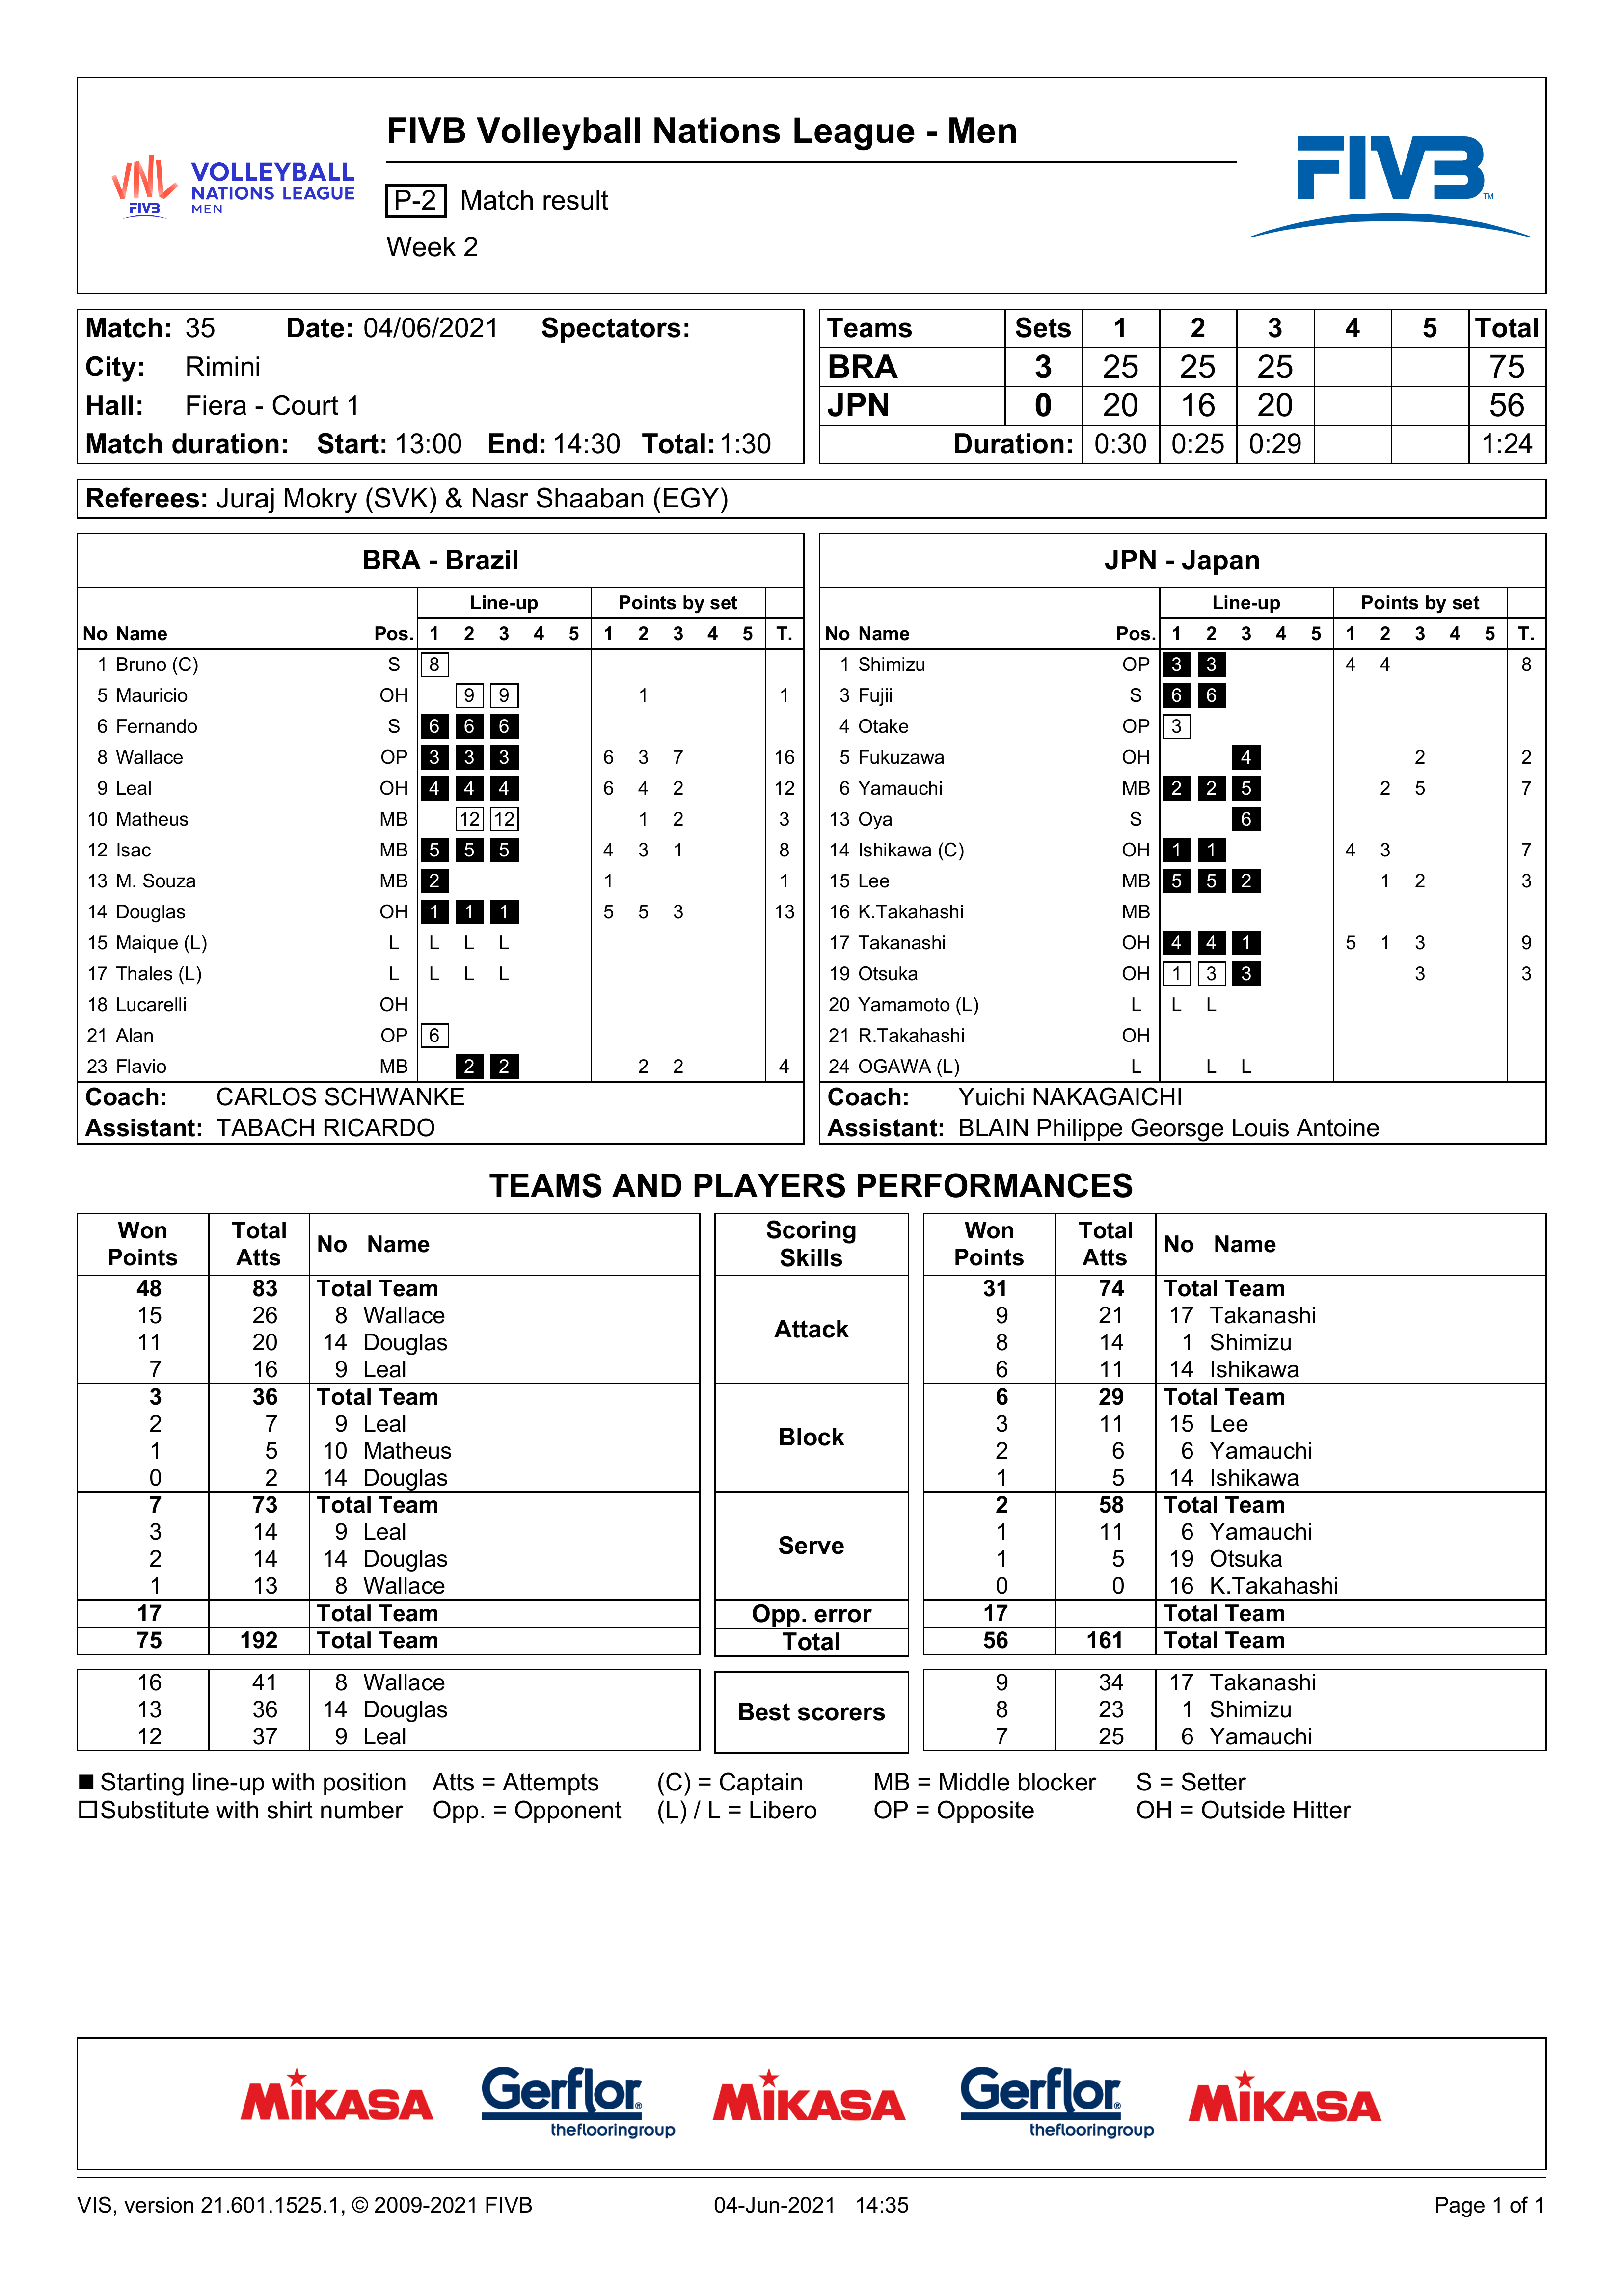 FIVB Volleyball Nations League - Men
VNL FIVB VOLLEYBALL NATIONS LEAGUE MEN
P-2 Match result
Week 2
FIVB TM
Match: 35 Date: 04/06/2021 Spectators:
City: Rimini
Hall: Fiera - Court 1
Match duration: Start: 13:00 End: 14:30 Total: 1:30
Teams Sets 1 2 3 4 5 Total
BRA 3 25 25 25 75
JPN 0 20 16 20 56
Duration: 0:30 0:25 0:29 1:24
Referees: Juraj Mokry (SVK) & Nasr Shaaban (EGY)
BRA - Brazil
Line-up Points by set
No Name Pos. 1 2 3 4 5 1 2 3 4 5 T.
1 Bruno (C) S 8
5 Mauricio OH 9 9 1 1
6 Fernando S 6 6 6
8 Wallace OP 3 3 3 6 3 7 16
9 Leal OH 4 4 4 6 4 2 12
10 Matheus MB 12 12 1 2 3
12 Isac MB 5 5 5 4 3 1 8
13 M. Souza MB 2 1 1
14 Douglas OH 1 1 1 5 5 3 13
15 Maique (L) L L L L
17 Thales (L) L L L L
18 Lucarelli OH
21 Alan OP 6
23 Flavio MB 2 2 2 2 4
Coach: CARLOS SCHWANKE
Assistant: TABACH RICARDO
JPN - Japan
Line-up Points by set
No Name Pos. 1 2 3 4 5 1 2 3 4 5 T.
1 Shimizu OP 3 3 4 4 8
3 Fujii S 6 6
4 Otake OP 3
5 Fukuzawa OH 4 2 2
6 Yamauchi MB 2 2 5 2 5 7
13 Oya S 6
14 Ishikawa (C) OH 1 1 4 3 7
15 Lee MB 5 5 2 1 2 3
16 K.Takahashi MB
17 Takanashi OH 4 4 1 5 1 3 9
19 Otsuka OH 1 3 3 3 3
20 Yamamoto (L) L L L
21 R.Takahashi OH
24 OGAWA (L) L L L
Coach: Yuichi NAKAGAICHI
Assistant: BLAIN Philippe Georsge Louis Antoine
TEAMS AND PLAYERS PERFORMANCES
Won Points Total Atts No Name Scoring Skills Won Points Total Atts No Name
48 83 Total Team Attack 31 74 Total Team
15 26 8 Wallace 9 21 17 Takanashi
11 20 14 Douglas 8 14 1 Shimizu
7 16 9 Leal 6 11 14 Ishikawa
3 36 Total Team Block 6 29 Total Team
2 7 9 Leal 3 11 15 Lee
1 5 10 Matheus 2 6 6 Yamauchi
0 2 14 Douglas 1 5 14 Ishikawa
7 73 Total Team Serve 2 58 Total Team
3 14 9 Leal 1 11 6 Yamauchi
2 14 14 Douglas 1 5 19 Otsuka
1 13 8 Wallace 0 0 16 K.Takahashi
17 Total Team Opp. error 17 Total Team
75 192 Total Team Total 56 161 Total Team
16 41 8 Wallace Best scorers 9 34 17 Takanashi
13 36 14 Douglas 8 23 1 Shimizu
12 37 9 Leal 7 25 6 Yamauchi
Starting line-up with position Atts = Attempts (C) = Captain MB = Middle blocker S = Setter
Substitute with shirt number Opp. = Opponent (L) / L = Libero OP = Opposite OH = Outside Hitter
MIKASA Gerflor® theflooringgroup MIKASA Gerflor® theflooringgroup MIKASA
VIS, version 21.601.1525.1, © 2009-2021 FIVB 04-Jun-2021 14:35 Page 1 of 1